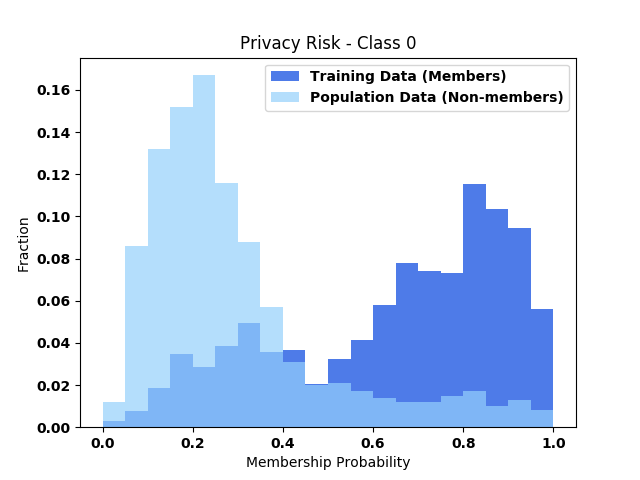 Privacy Risk - Class 0
Training Data (Members)
Population Data (Non-members)
0.16
0.14
0.12
0.10
0.08
0.06
0.04
0.02
0.00
Fraction
0.0 0.2 0.4 0.6 0.8 1.0
Membership Probability